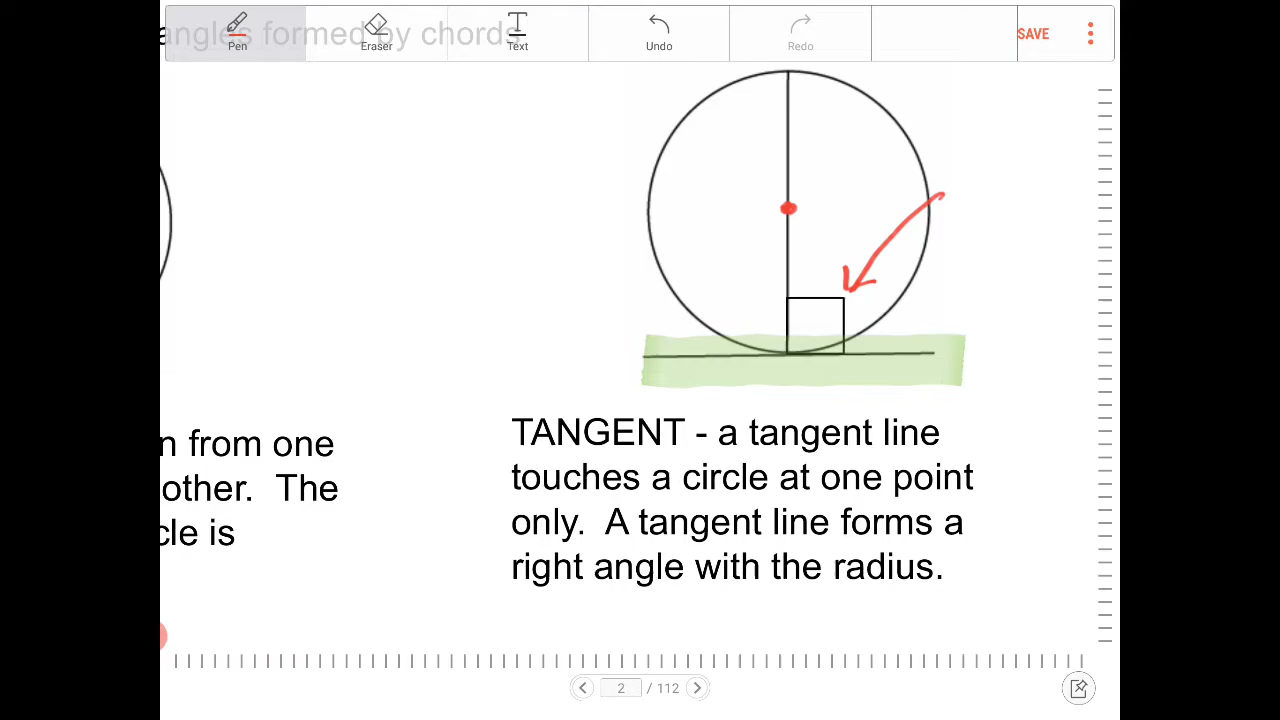 angles formed by chords
Pen
Eraser
Text
Undo
Redo
SAVE
n from one
other. The
cle is
TANGENT - a tangent line
touches a circle at one point
only. A tangent line forms a
right angle with the radius.
2 / 112